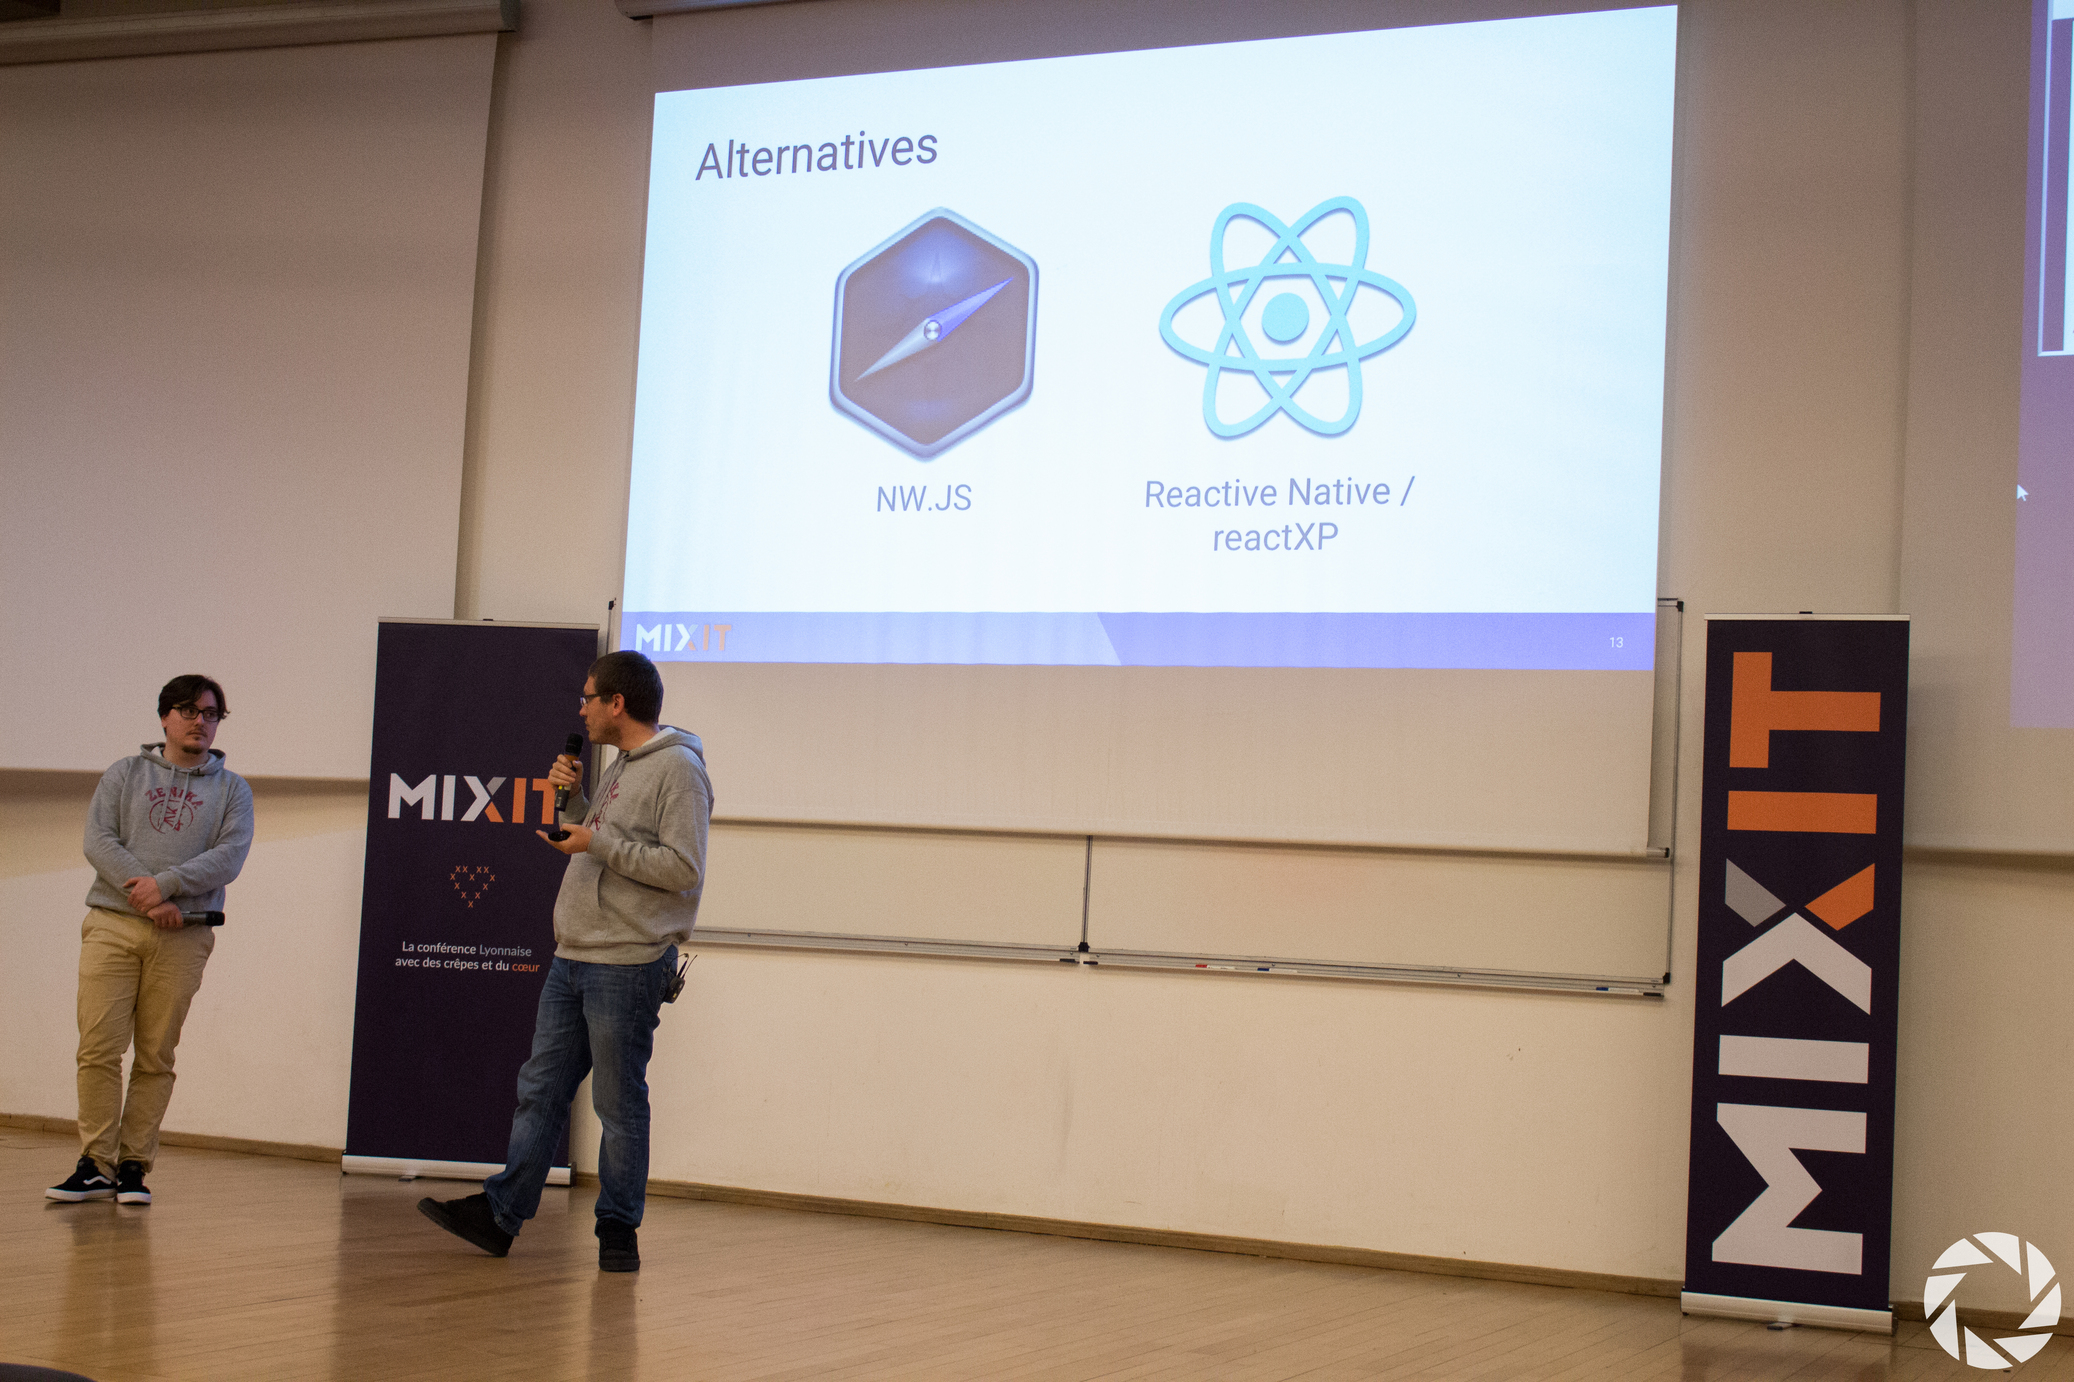 Alternatives
NW.JS
Reactive Native /
reactXP
MIXIT
13
MIXIT
La conférence Lyonnaise
avec des crêpes et du cœur
ZENIKA
MIXIT